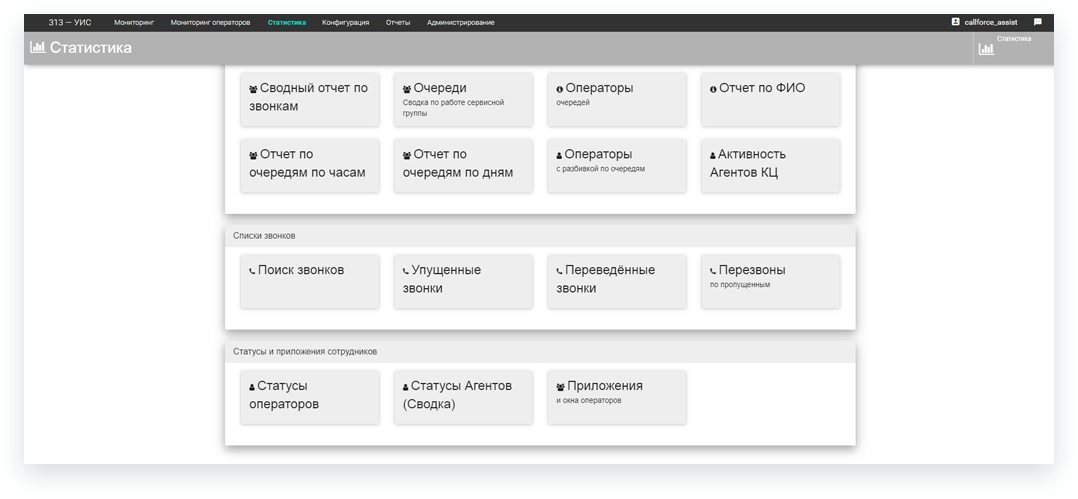 313 — УИС Мониторинг Мониторинг операторов Статистика Конфигурация Отчеты Администрирование callforce_assist
Статистика
Статистика
Сводный отчет по
звонкам
Очереди
Сводка по работе сервисной
группы
Операторы
очередей
Отчет по ФИО
Отчет по
очередям по часам
Отчет по
очередям по дням
Операторы
с разбивкой по очередям
Активность
Агентов КЦ
Списки звонков
Поиск звонков
Упущенные
звонки
Переведённые
звонки
Перезвоны
по пропущенным
Статусы и приложения сотрудников
Статусы
операторов
Статусы Агентов
(Сводка)
Приложения
и окна операторов